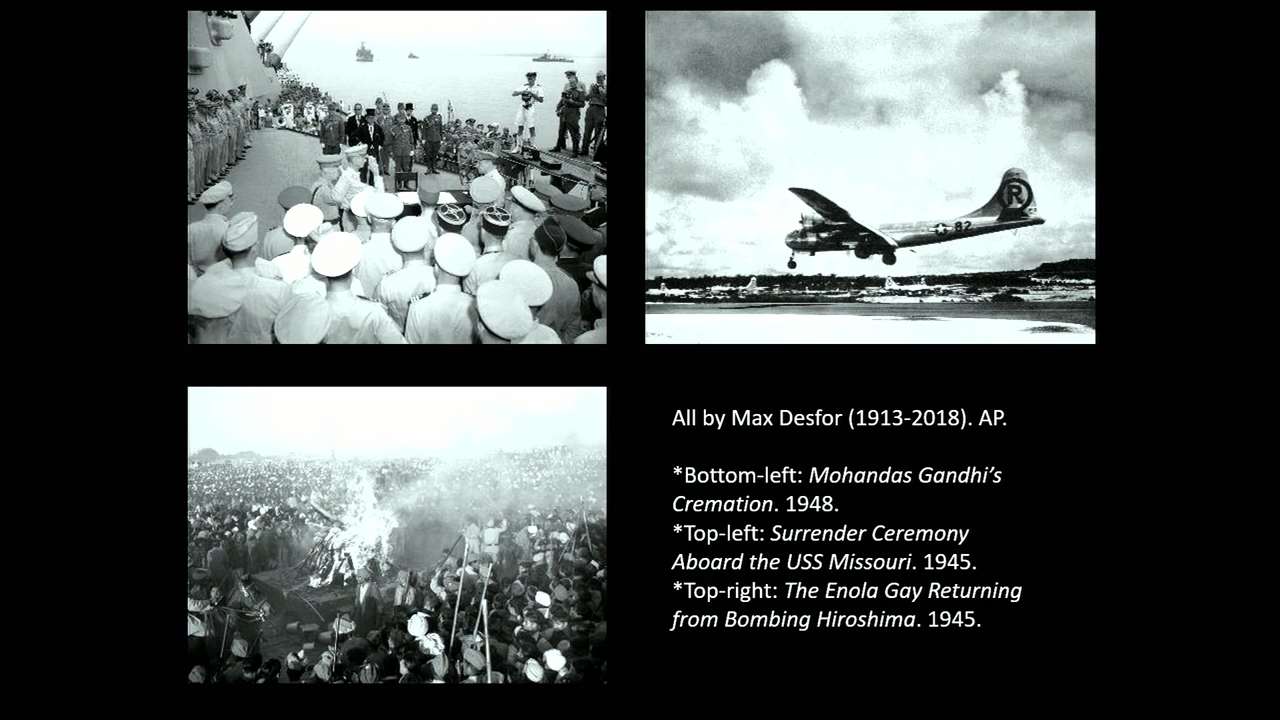 R
82
All by Max Desfor (1913-2018). AP.
*Bottom-left: Mohandas Gandhi’s
Cremation. 1948.
*Top-left: Surrender Ceremony
Aboard the USS Missouri. 1945.
*Top-right: The Enola Gay Returning
from Bombing Hiroshima. 1945.